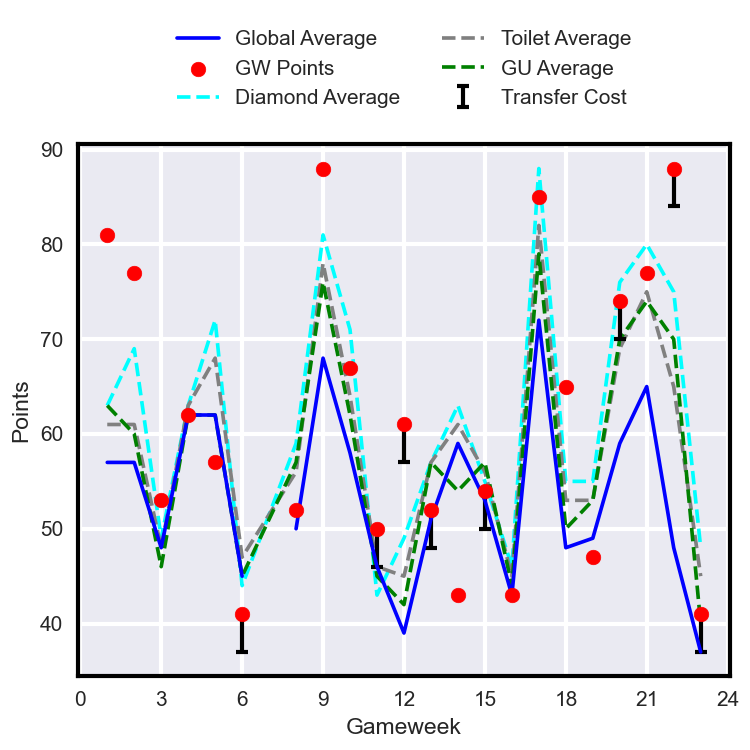 Global Average
GW Points
Diamond Average
Toilet Average
GU Average
Transfer Cost
90
80
70
60
50
40
Points
0 3 6 9 12 15 18 21 24
Gameweek